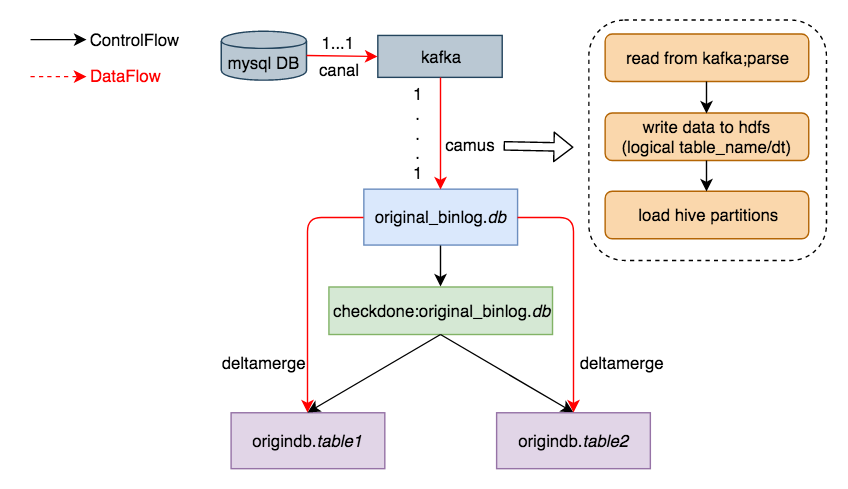 ControlFlow
DataFlow
mysql DB
1...1
canal
kafka
1
.
.
.
1
camus
read from kafka;parse
write data to hdfs
(logical table_name/dt)
load hive partitions
original_binlog.db
checkdone:original_binlog.db
deltamerge
deltamerge
origindb.table1
origindb.table2